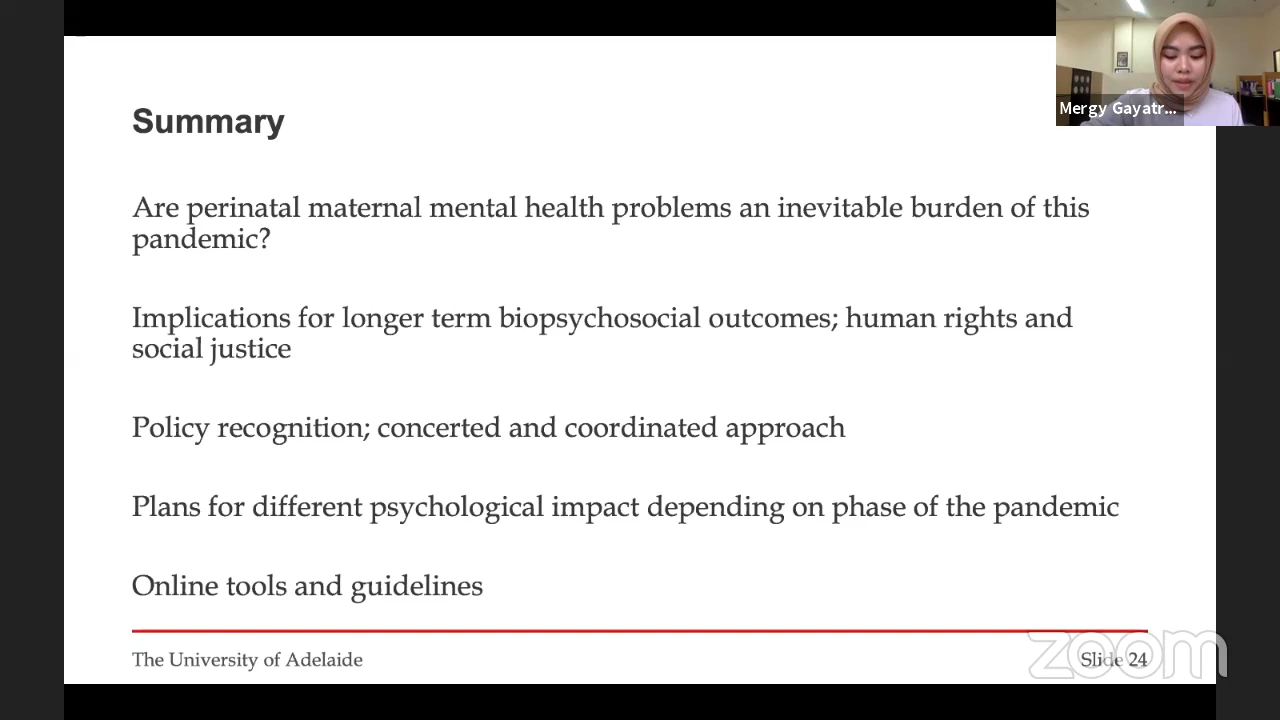 Mergy Gayatr...
Summary
Are perinatal maternal mental health problems an inevitable burden of this
pandemic?
Implications for longer term biopsychosocial outcomes; human rights and
social justice
Policy recognition; concerted and coordinated approach
Plans for different psychological impact depending on phase of the pandemic
Online tools and guidelines
The University of Adelaide
Slide 24
zoom